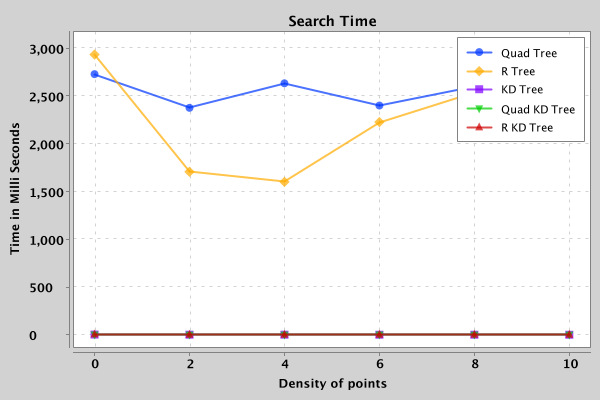 Search Time
Time in Milli Seconds
3,000
2,500
2,000
1,500
1,000
500
0
0 2 4 6 8 10
Density of points
Quad Tree
R Tree
KD Tree
Quad KD Tree
R KD Tree